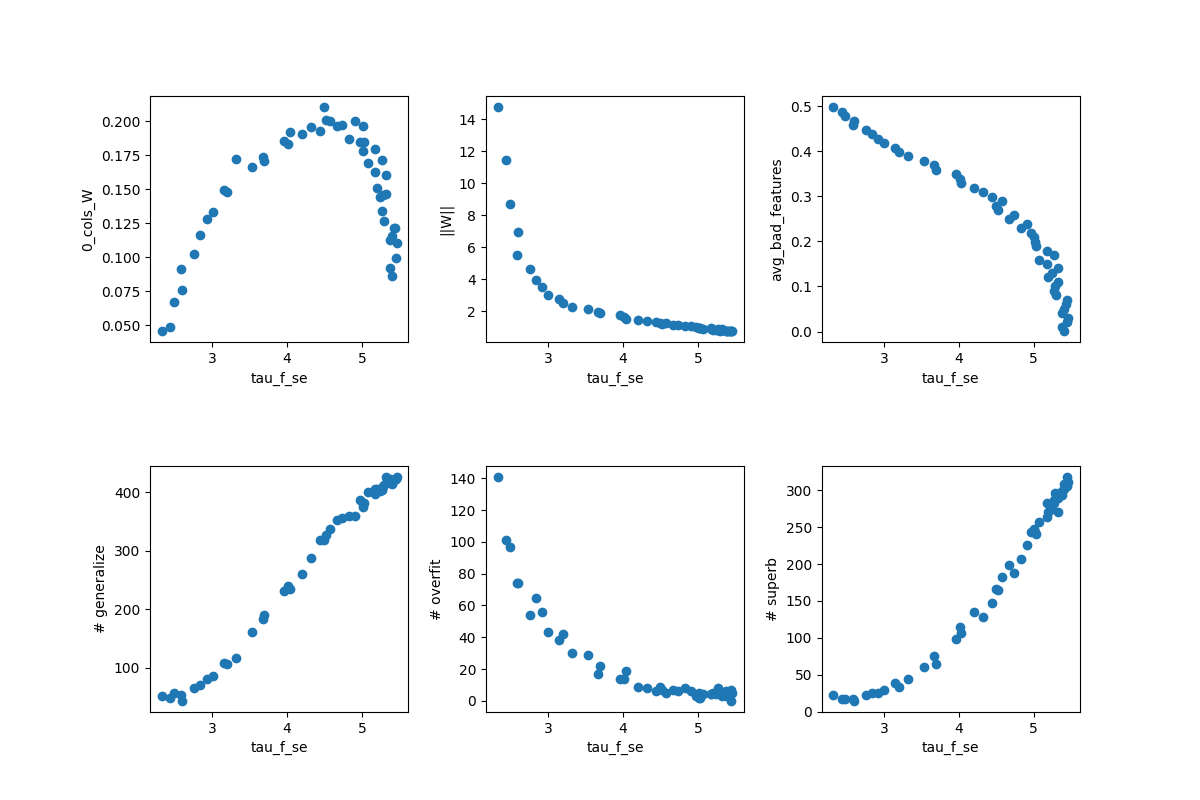 0.200
0.175
0.150
0.125
0.100
0.075
0.050
0_cols_W
3 4 5
tau_f_se
14
12
10
8
6
4
2
||W||
3 4 5
tau_f_se
0.5
0.4
0.3
0.2
0.1
0.0
avg_bad_features
3 4 5
tau_f_se
400
300
200
100
# generalize
3 4 5
tau_f_se
140
120
100
80
60
40
20
0
# overfit
3 4 5
tau_f_se
300
250
200
150
100
50
0
# superb
3 4 5
tau_f_se